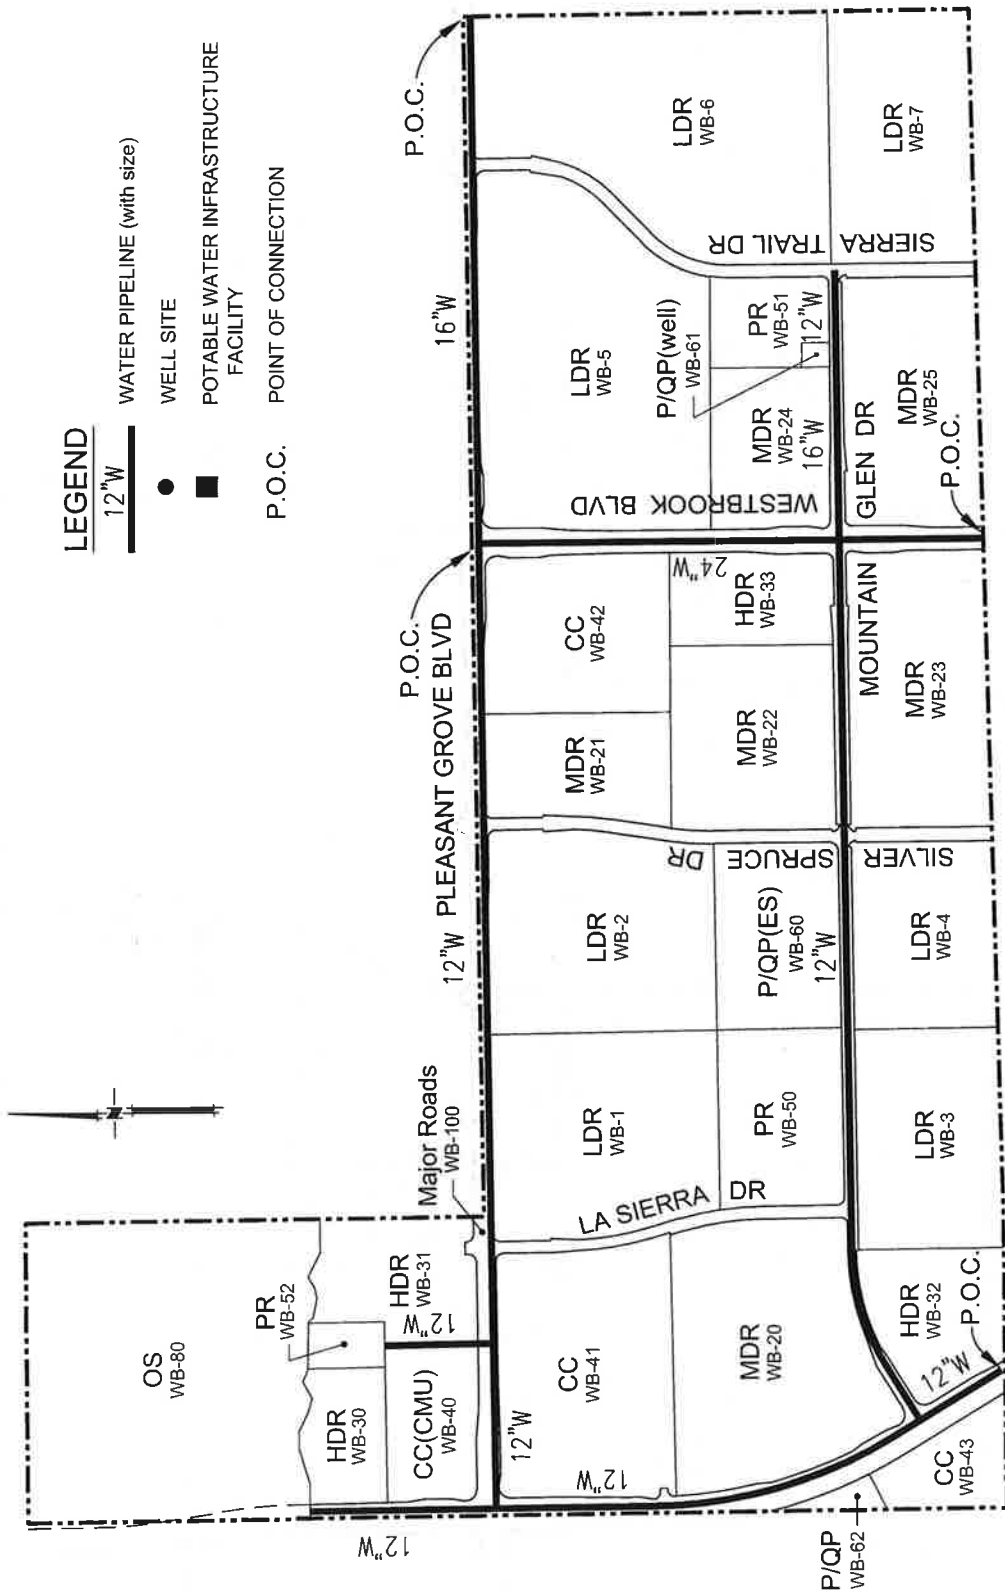 LEGEND
12"W
WATER PIPELINE (with size)
WELL SITE
POTABLE WATER INFRASTRUCTURE
FACILITY
P.O.C.
POINT OF CONNECTION
N
OS
WB-80
PR
WB-52
HDR
WB-30
HDR
WB-31
CC(CMU)
WB-40
12"W
12"W
Major Roads
WB-100
12"W
PLEASANT GROVE BLVD
P.O.C.
16"W
P.O.C.
12"W
12"W
CC
WB-41
MDR
WB-20
LA SIERRA
DR
LDR
WB-1
LDR
WB-2
PR
WB-50
P/QP(ES)
WB-60
12"W
SILVER
SPRUCE
DR
MDR
WB-21
CC
WB-42
MDR
WB-22
HDR
WB-33
24"W
WESTBROOK BLVD
LDR
WB-5
P/QP(well)
WB-61
MDR
WB-24
16"W
PR
WB-51
12"W
SIERRA
TRAIL DR
LDR
WB-6
LDR
WB-7
P/QP
WB-62
CC
WB-43
12"W
HDR
WB-32
P.O.C.
LDR
WB-3
LDR
WB-4
MOUNTAIN
GLEN DR
MDR
WB-23
MDR
WB-25
P.O.C.